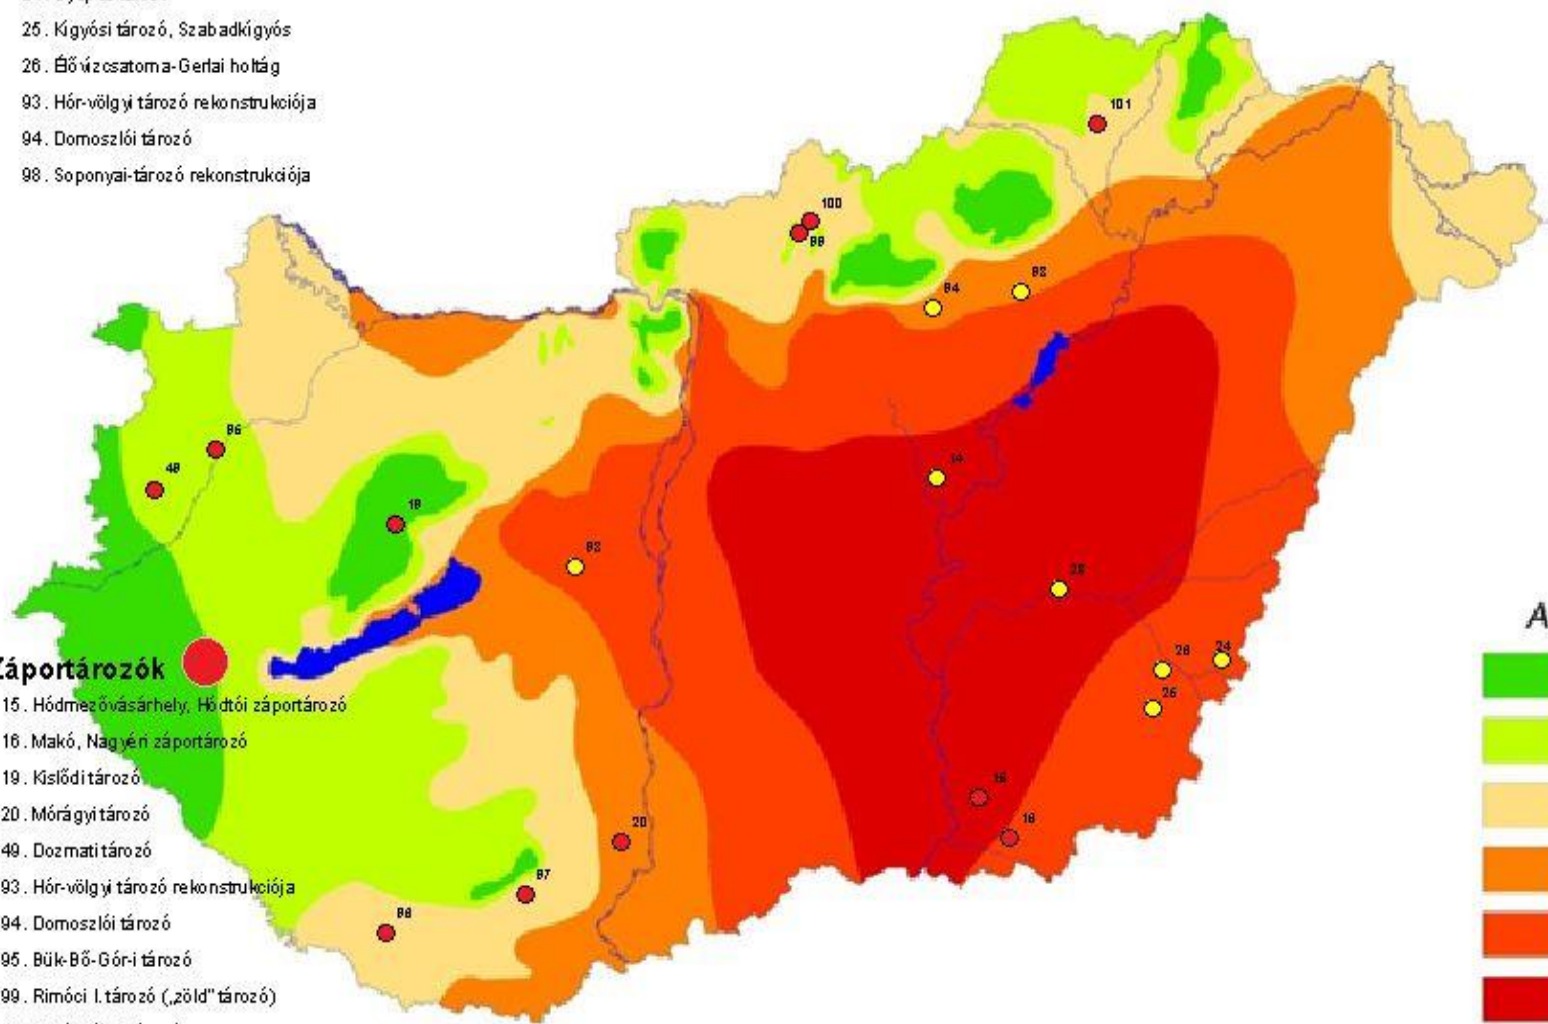 25. Kígyósi tározó, Szabadkígyós
26. Élővízcsatorna-Gerlai holtág
93. Hór-völgyi tározó rekonstrukciója
94. Domoszlói tározó
98. Soponyai-tározó rekonstrukciója
101
100
99
93
94
95
49
14
19
93
28
A
24
26
25
Záportározók
15. Hódmezővásárhely, Hódtói záportározó
16. Makó, Nagyéri záportározó
19. Kislődi tározó
15
20. Mórágyi tározó
20
16
49. Dozmati tározó
97
93. Hór-völgyi tározó rekonstrukciója
96
94. Domoszlói tározó
95. Bük-Bő-Gór-i tározó
99. Rimóci I. tározó („zöld” tározó)